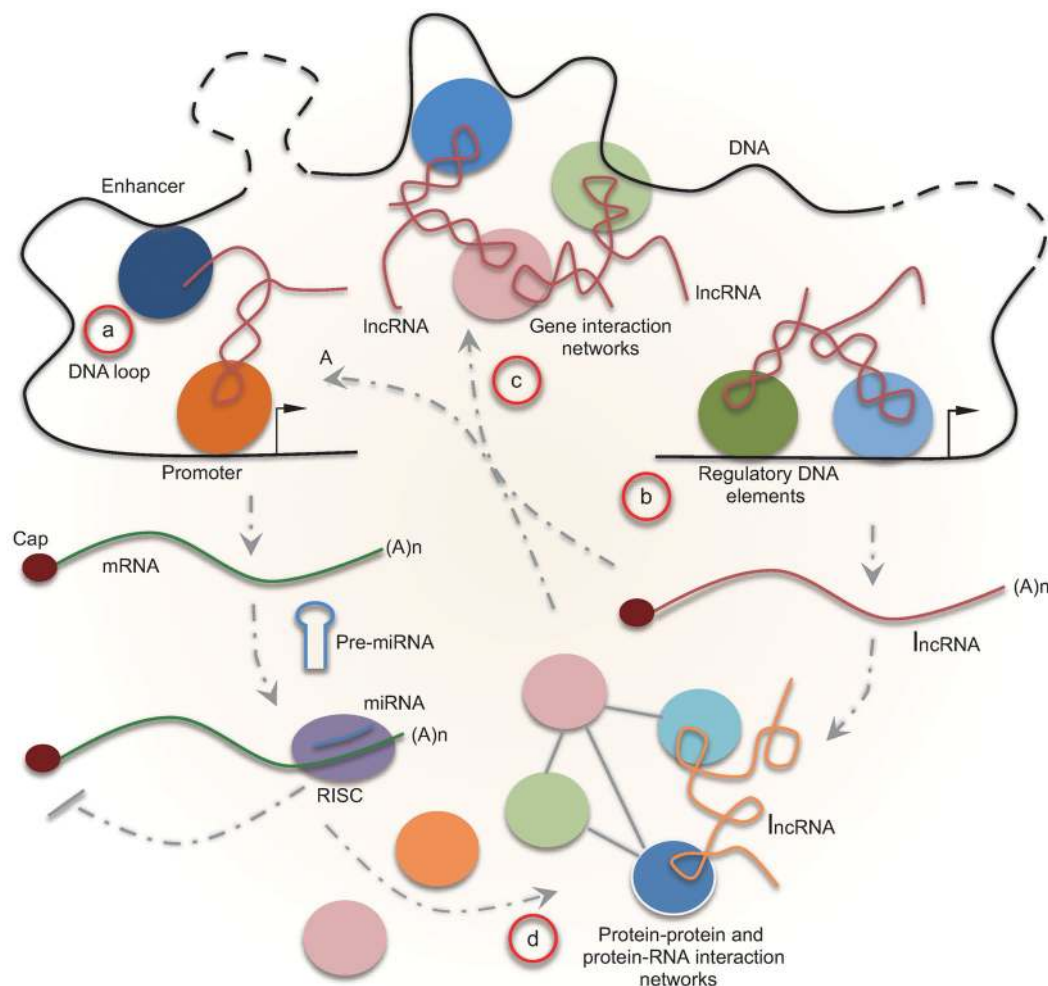 DNA
Enhancer
a
DNA loop
lncRNA
Gene interaction
networks
lncRNA
A
c
Promoter
b
Regulatory DNA
elements
Cap
mRNA
(A)n
(A)n
lncRNA
Pre-miRNA
miRNA
(A)n
RISC
lncRNA
d
Protein-protein and
protein-RNA interaction
networks